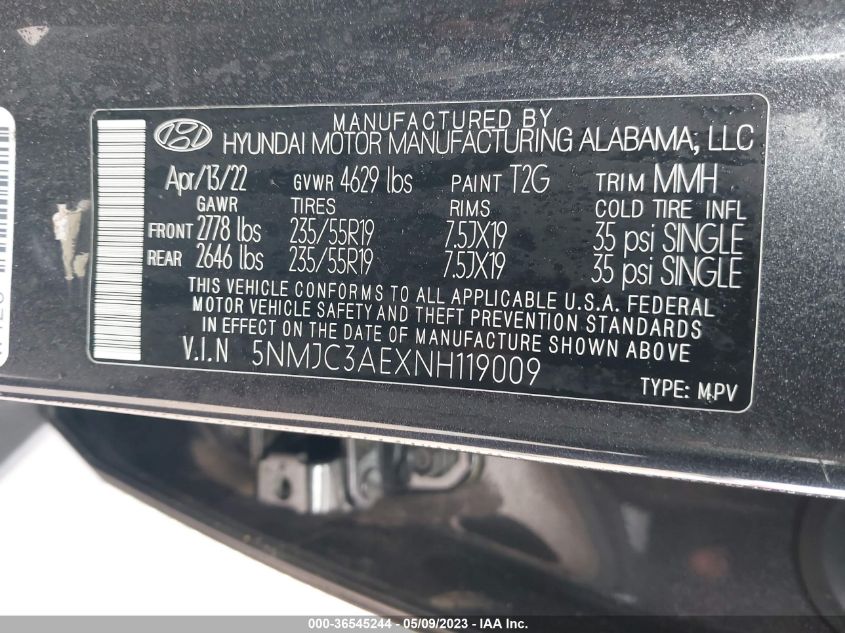 MANUFACTURED BY
HYUNDAI MOTOR MANUFACTURING ALABAMA, LLC
Apr/13/22 GVWR 4629 lbs PAINT T2G TRIM MMH
GAWR TIRES RIMS COLD TIRE INFL
FRONT 2778 lbs 235/55R19 7.5JX19 35 psi SINGLE
REAR 2646 lbs 235/55R19 7.5JX19 35 psi SINGLE
THIS VEHICLE CONFORMS TO ALL APPLICABLE U.S.A. FEDERAL
MOTOR VEHICLE SAFETY AND THEFT PREVENTION STANDARDS
IN EFFECT ON THE DATE OF MANUFACTURE SHOWN ABOVE
V.I.N 5NMJC3AEXNH119009
TYPE: MPV
000-36545244 - 05/09/2023 - IAAI.com